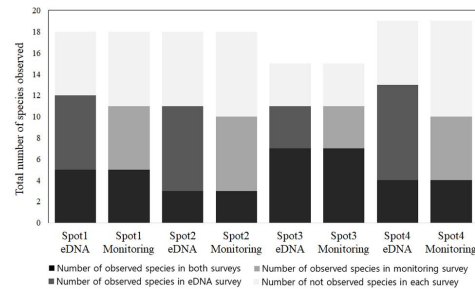 20
18
16
14
12
10
8
6
4
2
0
Total number of species observed
Spot1 Spot1 Spot2 Spot2 Spot3 Spot3 Spot4 Spot4
eDNA Monitoring eDNA Monitoring eDNA Monitoring eDNA Monitoring
Number of observed species in both surveys Number of observed species in monitoring survey
Number of observed species in eDNA survey Number of not observed species in each survey